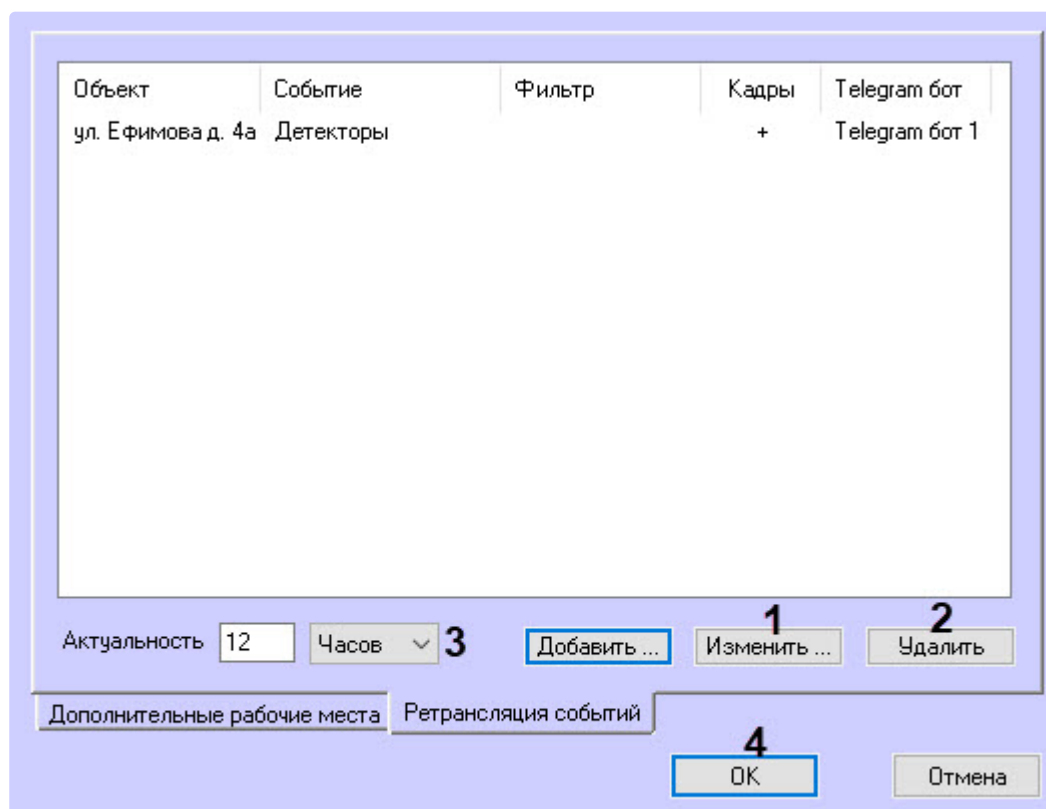 Объект Событие Фильтр Кадры Telegram бот
ул. Ефимова д. 4а Детекторы + Telegram бот 1
1 2
Актуальность 12 Часов 3 Добавить ... Изменить ... Удалить
Дополнительные рабочие места Ретрансляция событий
4
OK Отмена